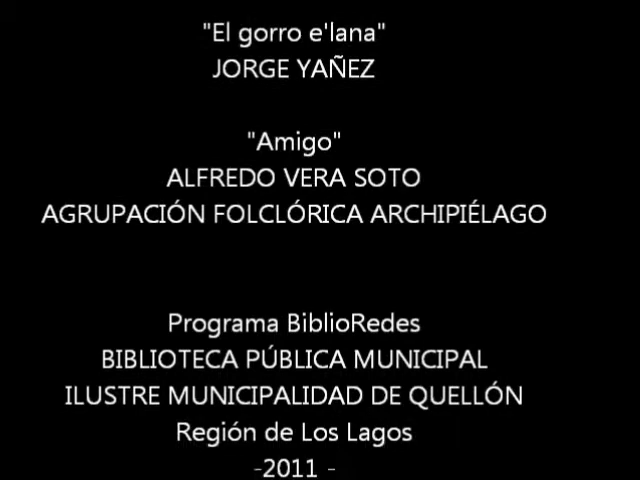 "El gorro e'lana"
JORGE YAÑEZ
"Amigo"
ALFREDO VERA SOTO
AGRUPACIÓN FOLCLÓRICA ARCHIPIÉLAGO
Programa BiblioRedes
BIBLIOTECA PÚBLICA MUNICIPAL
ILUSTRE MUNICIPALIDAD DE QUELLÓN
Región de Los Lagos
-2011 -